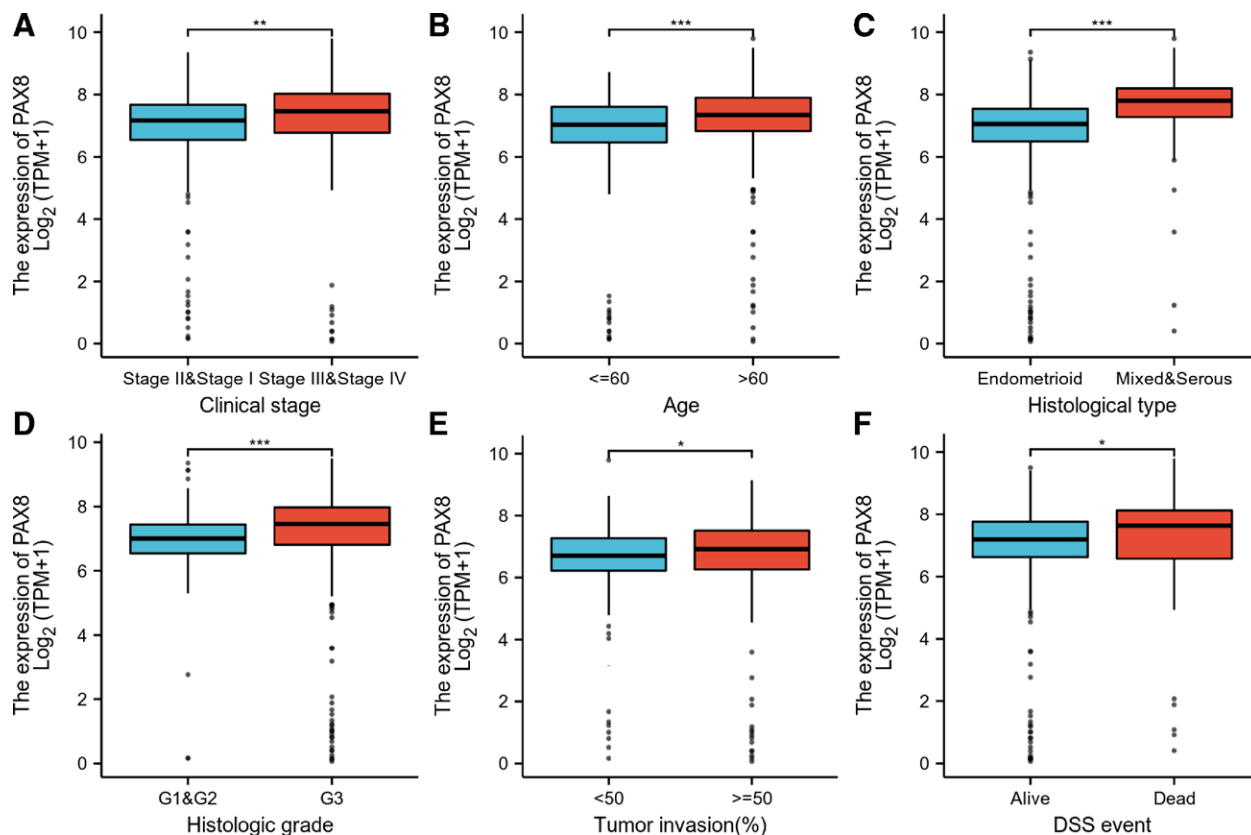 A
The expression of PAX8
Log2 (TPM+1)
**
10
8
6
4
2
0
Stage II&Stage I
Stage III&Stage IV
Clinical stage
B
The expression of PAX8
Log2 (TPM+1)
***
10
8
6
4
2
0
<=60
>60
Age
C
The expression of PAX8
Log2 (TPM+1)
***
10
8
6
4
2
0
Endometrioid
Mixed&Serous
Histological type
D
The expression of PAX8
Log2 (TPM+1)
***
10
8
6
4
2
0
G1&G2
G3
Histologic grade
E
The expression of PAX8
Log2 (TPM+1)
*
10
8
6
4
2
0
<50
>=50
Tumor invasion(%)
F
The expression of PAX8
Log2 (TPM+1)
*
10
8
6
4
2
0
Alive
Dead
DSS event